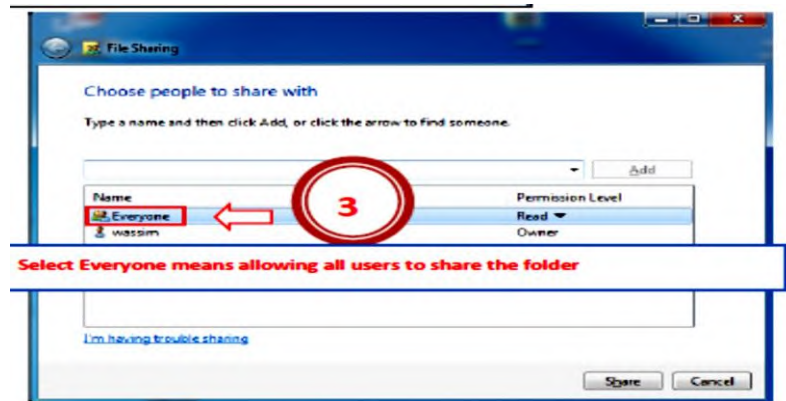 File Sharing
Choose people to share with
Type a name and then click Add, or click the arrow to find someone.
Add
Name Permission Level
Everyone Read
wassim Owner
3
Select Everyone means allowing all users to share the folder
I'm having trouble sharing
Share Cancel